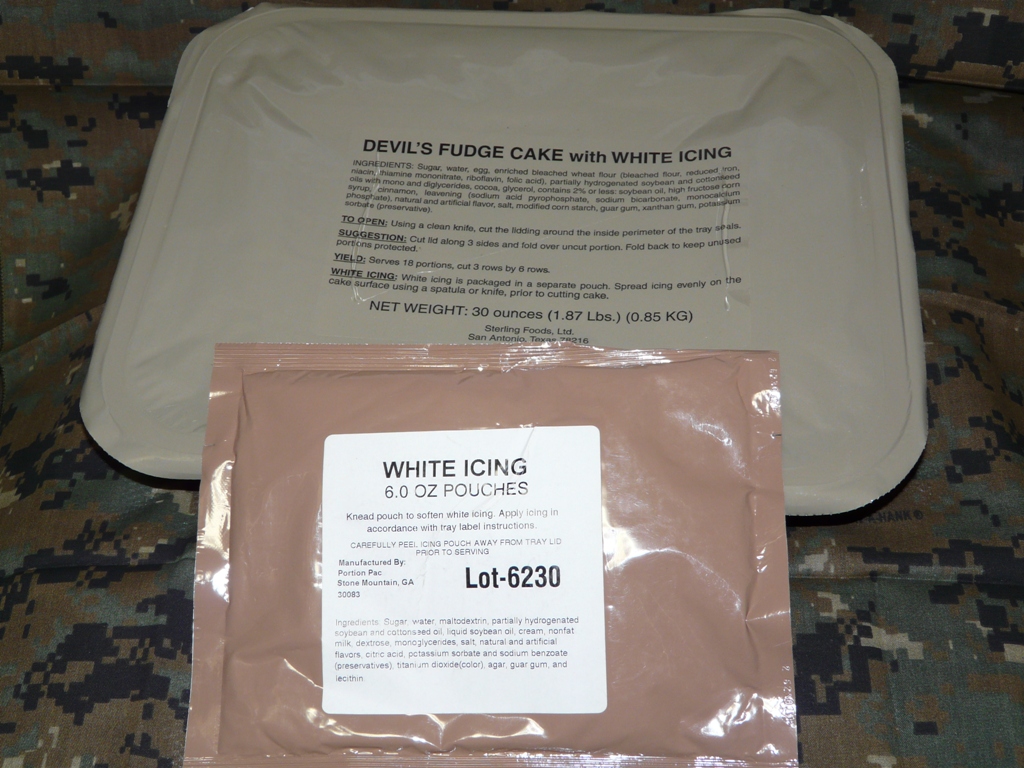 DEVIL'S FUDGE CAKE with WHITE ICING
INGREDIENTS: Sugar, water, egg, enriched bleached wheat flour (bleached flour, reduced iron,
niacin, thiamine mononitrate, riboflavin, folic acid), partially hydrogenated soybean and cottonseed
oils with mono and diglycerides, cocoa, glycerol, contains 2% or less: soybean oil, high fructose corn
syrup, cinnamon, leavening (sodium acid pyrophosphate, sodium bicarbonate, monocalcium
phosphate), natural and artificial flavor, salt, modified corn starch, guar gum, xanthan gum, potassium
sorbate (preservative).
TO OPEN: Using a clean knife, cut the lidding around the inside perimeter of the tray seals.
SUGGESTION: Cut lid along 3 sides and fold over uncut portion. Fold back to keep unused
portions protected.
YIELD: Serves 18 portions, cut 3 rows by 6 rows.
WHITE ICING: White icing is packaged in a separate pouch. Spread icing evenly on the
cake surface using a spatula or knife, prior to cutting cake.
NET WEIGHT: 30 ounces (1.87 Lbs.) (0.85 KG)
Sterling Foods, Ltd.
San Antonio, Texas 78216
WHITE ICING
6.0 OZ POUCHES
Knead pouch to soften white icing. Apply icing in
accordance with tray label instructions.
CAREFULLY PEEL ICING POUCH AWAY FROM TRAY LID
PRIOR TO SERVING
Manufactured By:
Portion Pac
Stone Mountain, GA
30083
Lot-6230
Ingredients: Sugar, water, maltodextrin, partially hydrogenated
soybean and cottonseed oil, liquid soybean oil, cream, nonfat
milk, dextrose, monoglycerides, salt, natural and artificial
flavors, citric acid, potassium sorbate and sodium benzoate
(preservatives), titanium dioxide(color), agar, guar gum, and
lecithin.